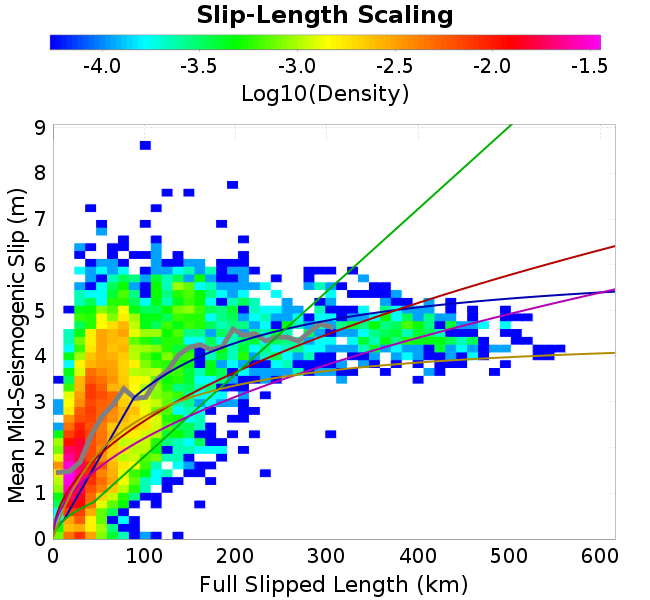 Slip-Length Scaling
-4.0 -3.5 -3.0 -2.5 -2.0 -1.5
Log10(Density)
Mean Mid-Seismogenic Slip (m)
9
8
7
6
5
4
3
2
1
0
0 100 200 300 400 500 600
Full Slipped Length (km)